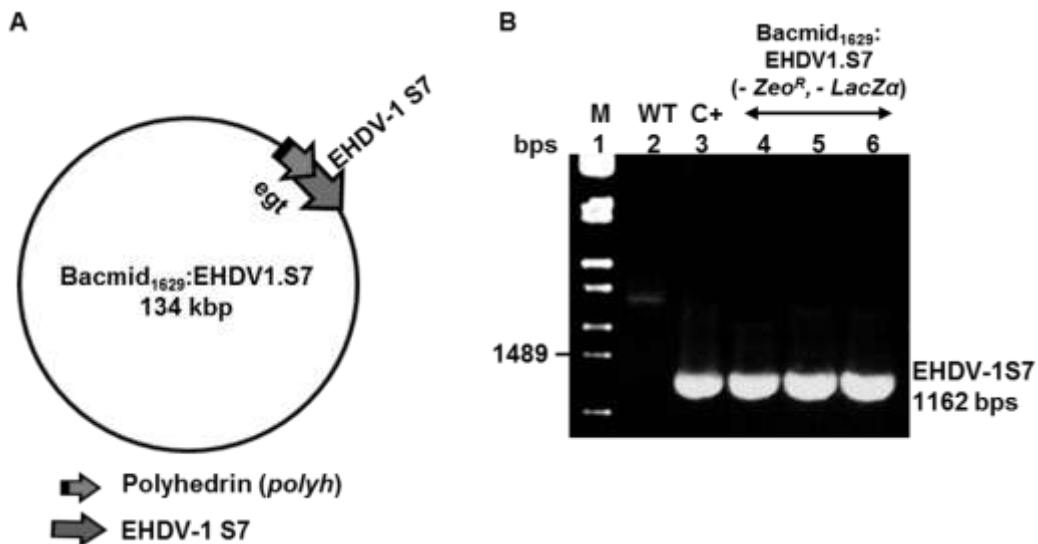 A
EHDV-1 S7
egt
Bacmid1629:EHDV1.S7
134 kbp
Polyhedrin (polyh)
EHDV-1 S7
B
Bacmid1629:
EHDV1.S7
(- ZeoR, - LacZα)
M WT C+
bps 1 2 3 4 5 6
1489
EHDV-1S7
1162 bps